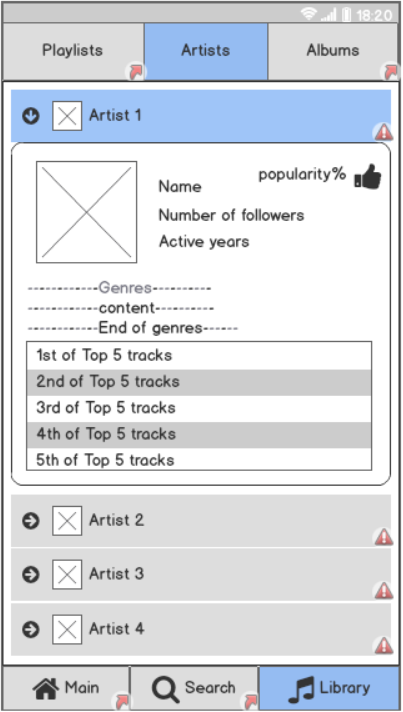 18:20
Playlists Artists Albums
Artist 1
popularity%
Name
Number of followers
Active years
------------Genres----------
------------content----------
------------End of genres------
1st of Top 5 tracks
2nd of Top 5 tracks
3rd of Top 5 tracks
4th of Top 5 tracks
5th of Top 5 tracks
Artist 2
Artist 3
Artist 4
Main Search Library